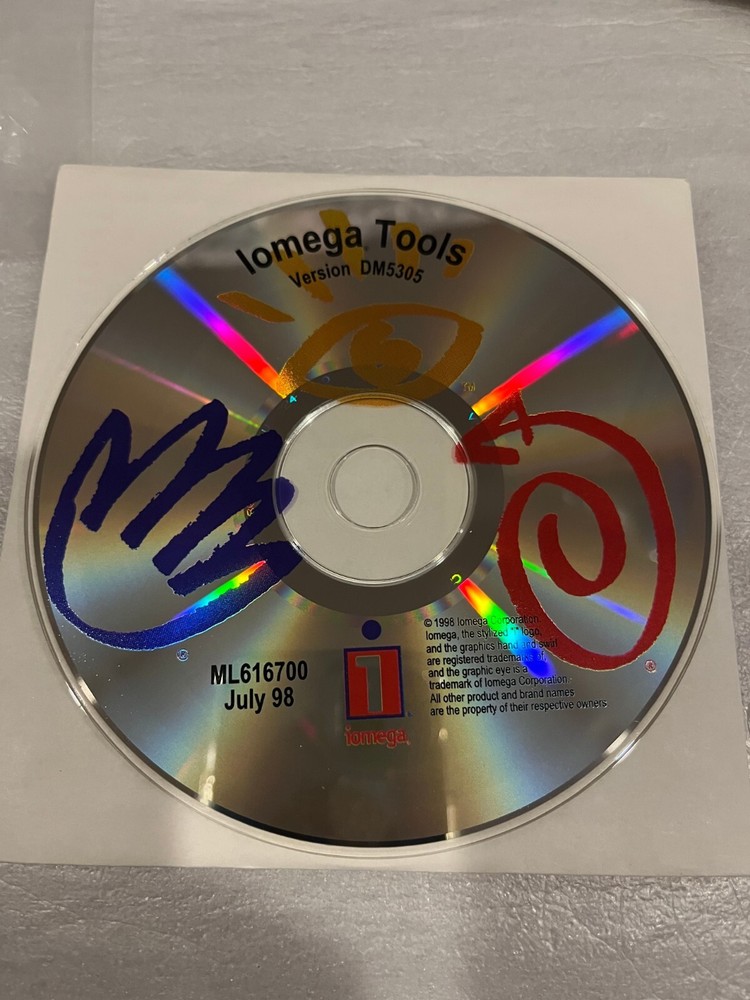 Iomega® Tools
Version DM5305
ML616700
July 98
iomega
© 1998 Iomega Corporation.
Iomega, the stylized "i" logo,
and the graphics hand and swirl
are registered trademarks of,
and the graphic eye is a
trademark of Iomega Corporation.
All other product and brand names
are the property of their respective owners